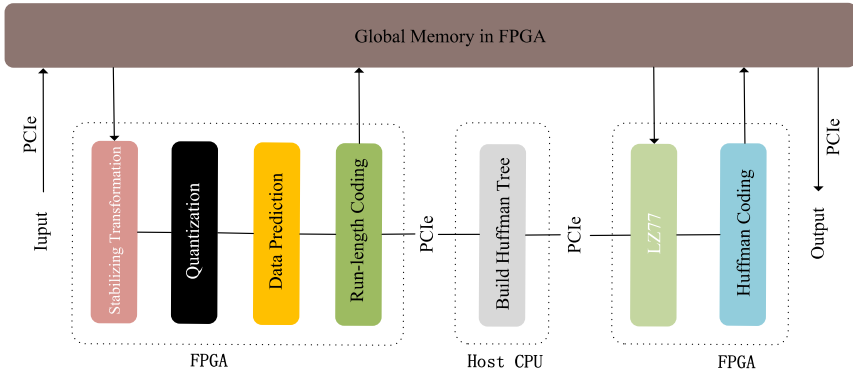 Global Memory in FPGA
PCIe
Iuput
Stabilizing Transformation
Quantization
Data Prediction
Run-length Coding
FPGA
PCIe
Build Huffman Tree
Host CPU
PCIe
LZ77
Huffman Coding
FPGA
PCIe
Output